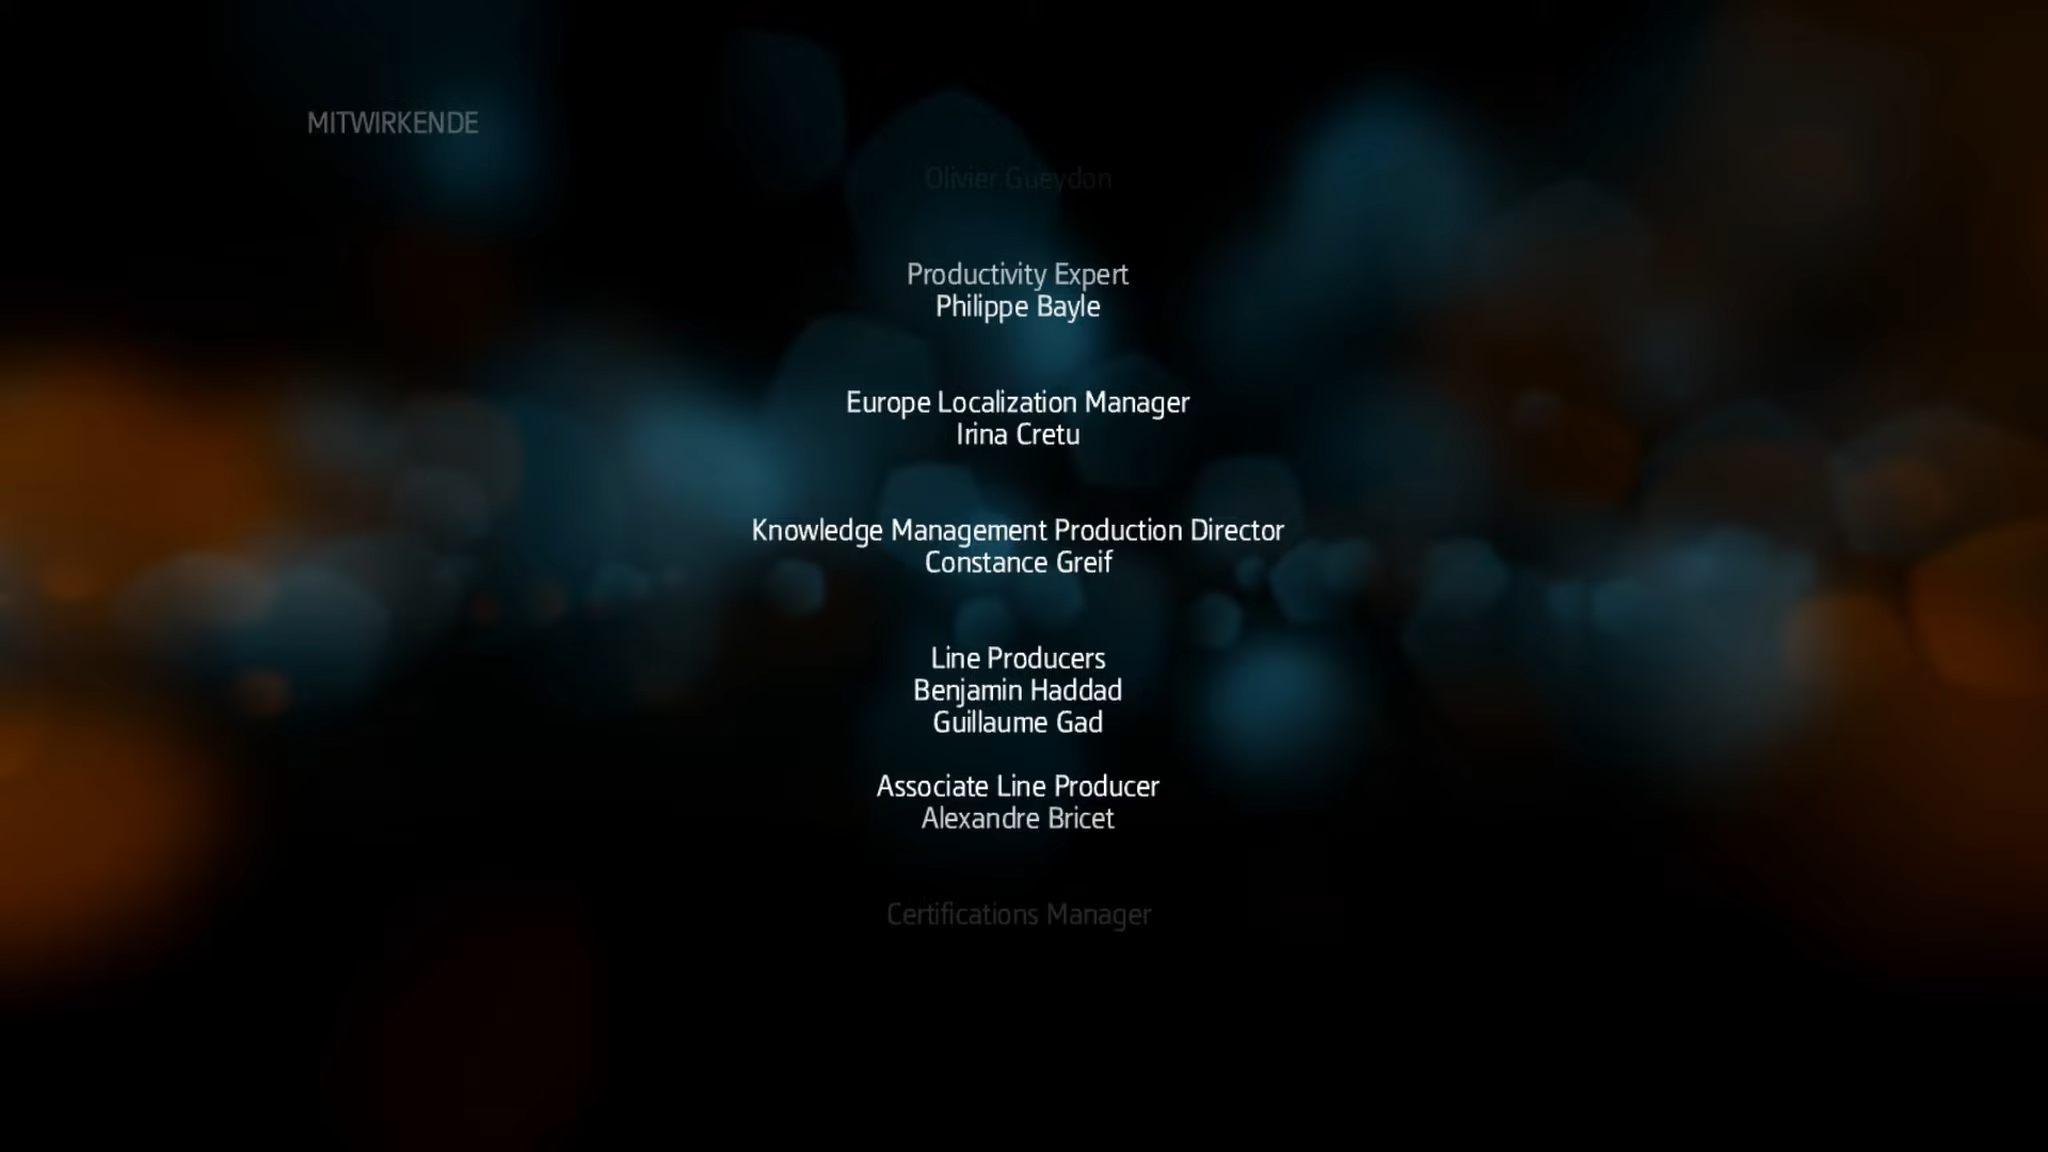 MITWIRKENDE
Olivier Gueydon
Productivity Expert
Philippe Bayle
Europe Localization Manager
Irina Cretu
Knowledge Management Production Director
Constance Greif
Line Producers
Benjamin Haddad
Guillaume Gad
Associate Line Producer
Alexandre Bricet
Certifications Manager